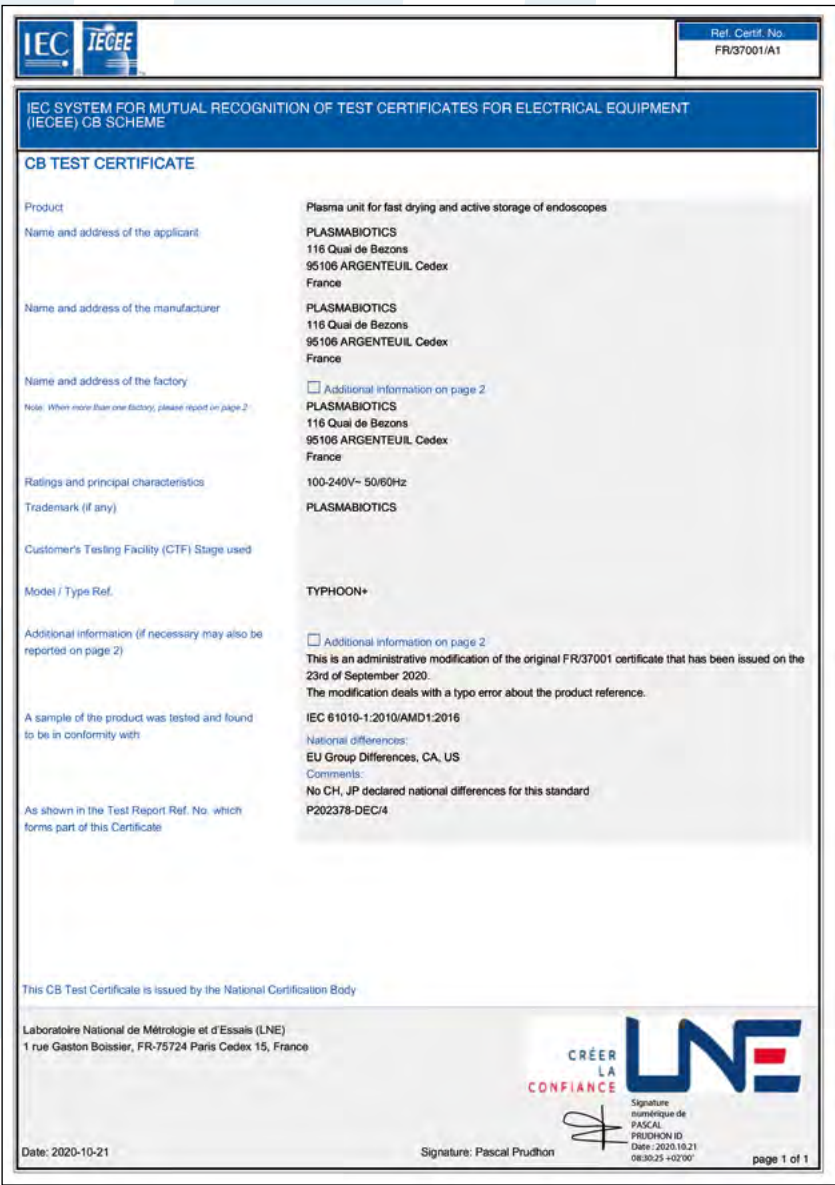 IEC IECEE
Ref. Certif. No.
FR/37001/A1
IEC SYSTEM FOR MUTUAL RECOGNITION OF TEST CERTIFICATES FOR ELECTRICAL EQUIPMENT
(IECEE) CB SCHEME
CB TEST CERTIFICATE
Product
Plasma unit for fast drying and active storage of endoscopes
Name and address of the applicant
PLASMABIOTICS
116 Quai de Bezons
95106 ARGENTEUIL Cedex
France
Name and address of the manufacturer
PLASMABIOTICS
116 Quai de Bezons
95106 ARGENTEUIL Cedex
France
Name and address of the factory
Additional information on page 2
Note: When more than one factory, please report on page 2
PLASMABIOTICS
116 Quai de Bezons
95106 ARGENTEUIL Cedex
France
Ratings and principal characteristics
100-240V~ 50/60Hz
Trademark (if any)
PLASMABIOTICS
Customer's Testing Facility (CTF) Stage used
Model / Type Ref.
TYPHOON+
Additional information (if necessary may also be
reported on page 2)
Additional information on page 2
This is an administrative modification of the original FR/37001 certificate that has been issued on the
23rd of September 2020.
The modification deals with a typo error about the product reference.
A sample of the product was tested and found
to be in conformity with
IEC 61010-1:2010/AMD1:2016
National differences:
EU Group Differences, CA, US
Comments:
No CH, JP declared national differences for this standard
As shown in the Test Report Ref. No. which
forms part of this Certificate
P202378-DEC/4
This CB Test Certificate is issued by the National Certification Body
Laboratoire National de Métrologie et d'Essais (LNE)
1 rue Gaston Boissier, FR-75724 Paris Cedex 15, France
CRÉER
LA
CONFIANCE
LNE
Signature
numérique de
PASCAL
PRUDHON ID
Date : 2020.10.21
08:30:25 +02'00'
Date: 2020-10-21
Signature: Pascal Prudhon
page 1 of 1